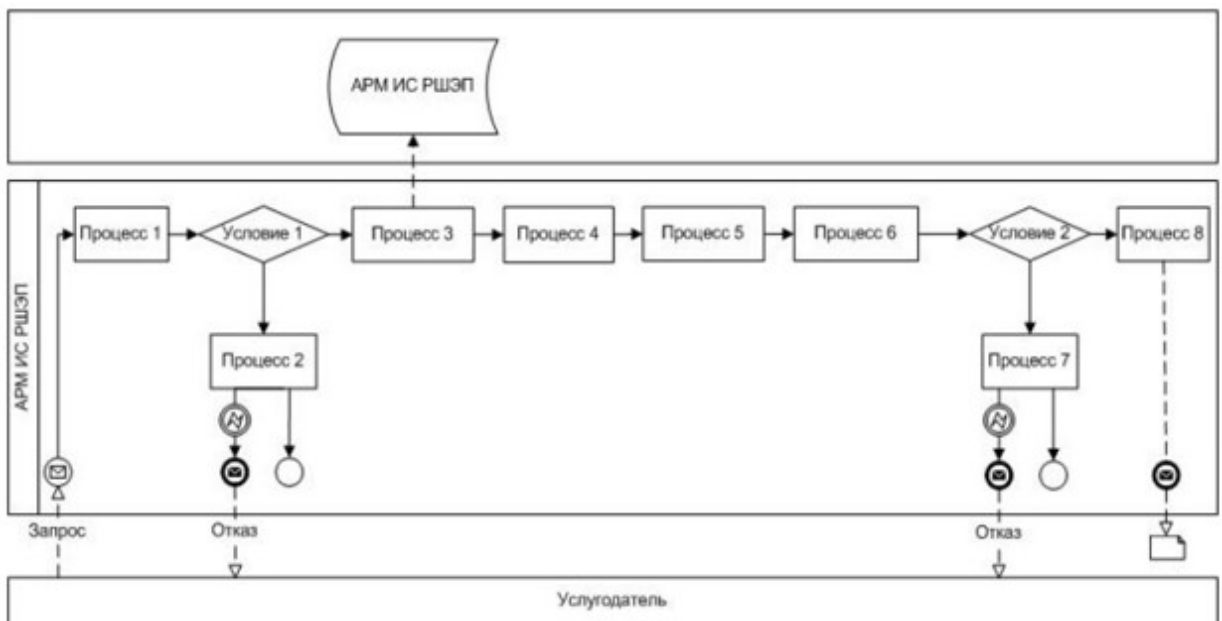 АРМ ИС РШЭП
АРМ ИС РШЭП
Процесс 1
Условие 1
Процесс 3
Процесс 4
Процесс 5
Процесс 6
Условие 2
Процесс 8
Процесс 2
Процесс 7
Запрос
Отказ
Отказ
Услугодатель